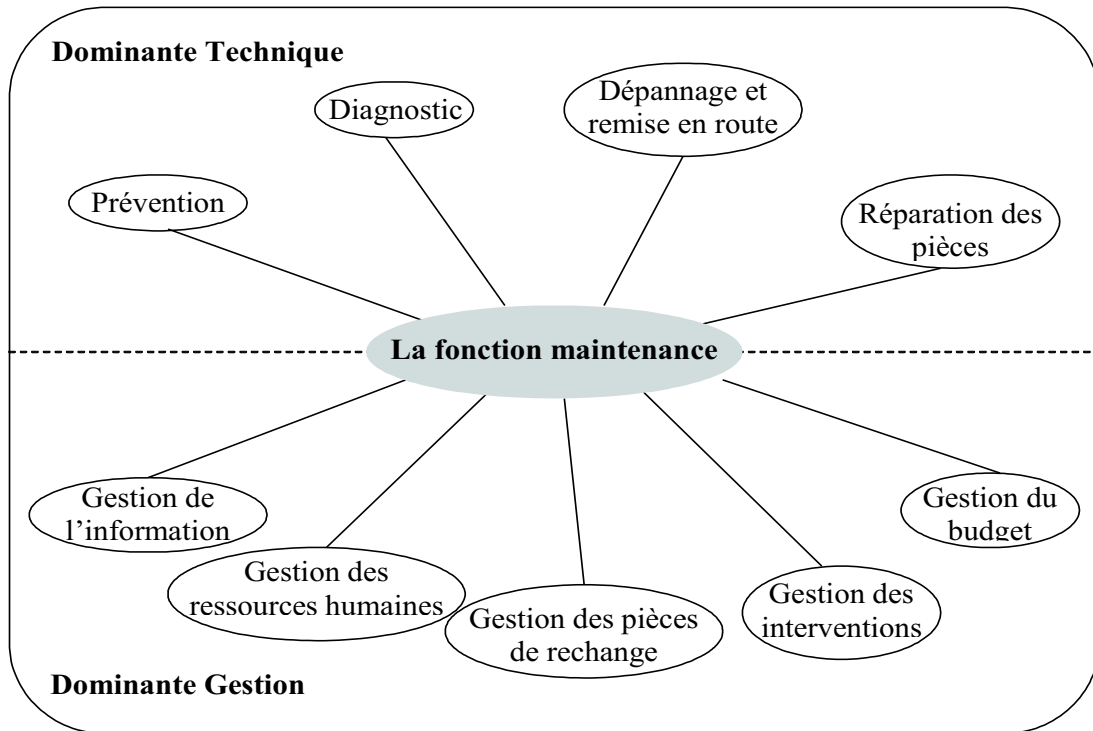 Dominante Technique
Diagnostic
Dépannage et
remise en route
Prévention
Réparation des
pièces
La fonction maintenance
Gestion de
l’information
Gestion des
ressources humaines
Gestion des pièces
de rechange
Gestion des
interventions
Gestion du
budget
Dominante Gestion